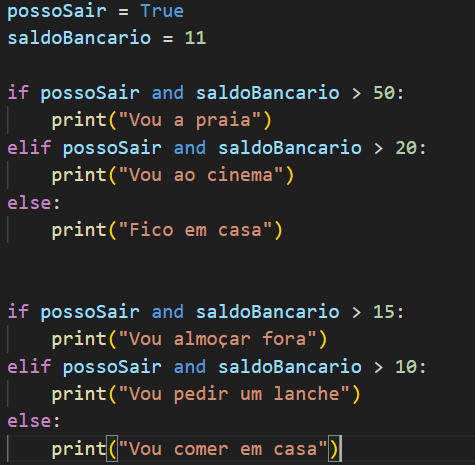 possoSair = True
saldoBancario = 11
if possoSair and saldoBancario > 50:
    print("Vou a praia")
elif possoSair and saldoBancario > 20:
    print("Vou ao cinema")
else:
    print("Fico em casa")
if possoSair and saldoBancario > 15:
    print("Vou almoçar fora")
elif possoSair and saldoBancario > 10:
    print("Vou pedir um lanche")
else:
    print("Vou comer em casa")